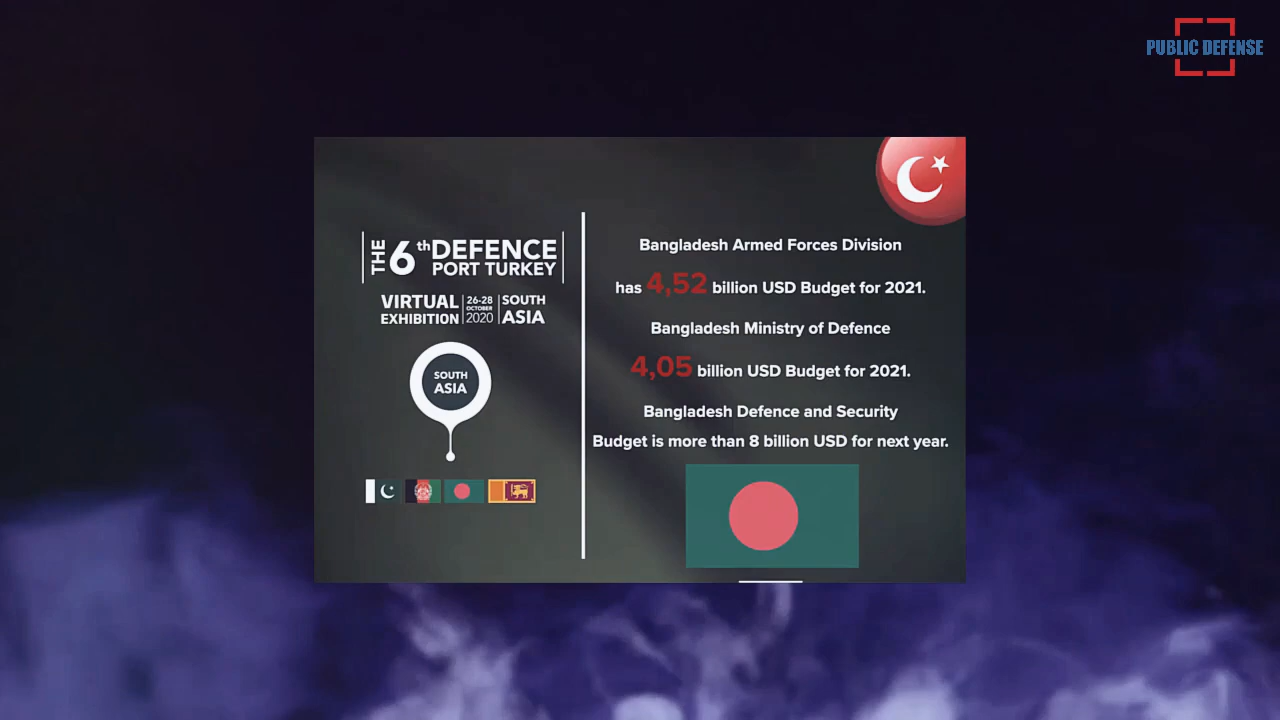 PUBLIC DEFENSE
THE 6th DEFENCE
PORT TURKEY
VIRTUAL
EXHIBITION
26-28
OCTOBER
2020
SOUTH
ASIA
SOUTH
ASIA
Bangladesh Armed Forces Division
has 4,52 billion USD Budget for 2021.
Bangladesh Ministry of Defence
4,05 billion USD Budget for 2021.
Bangladesh Defence and Security
Budget is more than 8 billion USD for next year.